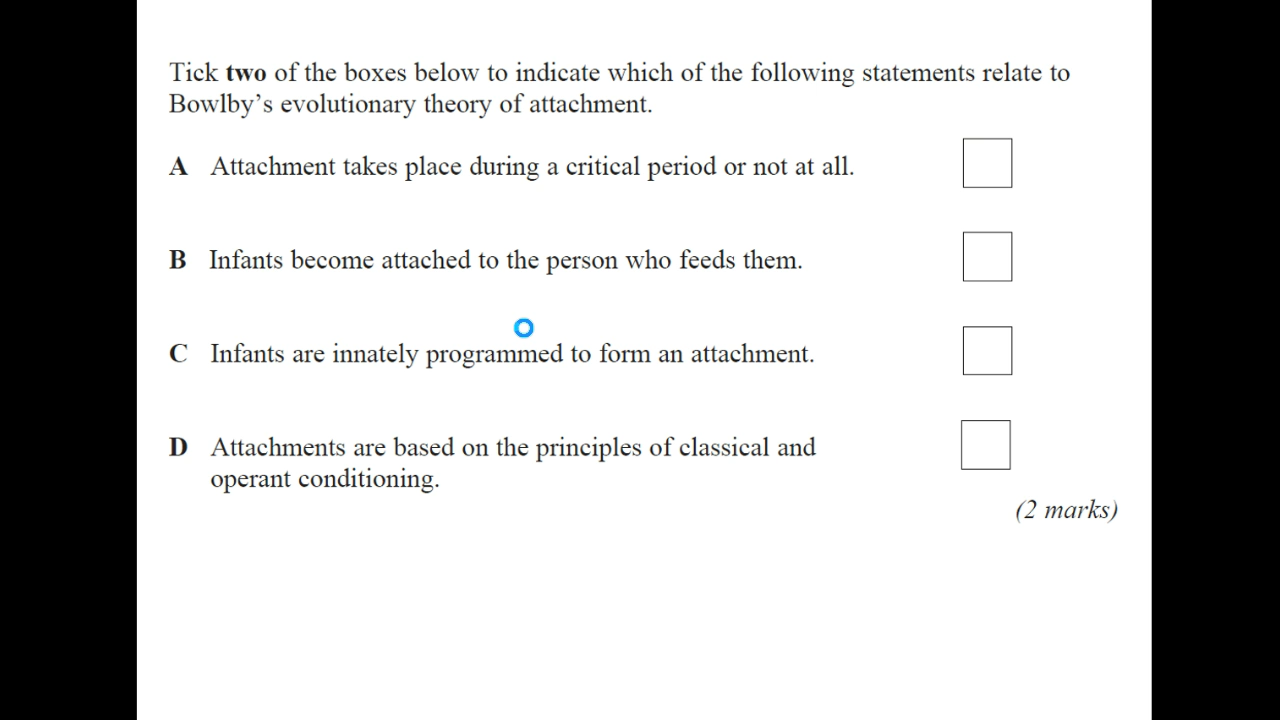 Tick two of the boxes below to indicate which of the following statements relate to
Bowlby's evolutionary theory of attachment.
A Attachment takes place during a critical period or not at all.
B Infants become attached to the person who feeds them.
C Infants are innately programmed to form an attachment.
D Attachments are based on the principles of classical and
operant conditioning.
(2 marks)